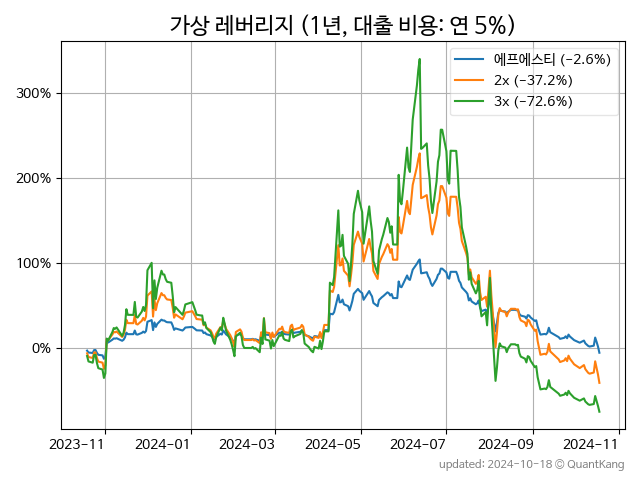 가상 레버리지 (1년, 대출 비용: 연 5%)
에프에스티 (−2.6%)
2x (−37.2%)
3x (−72.6%)
300%
200%
100%
0%
2023-11 2024-01 2024-03 2024-05 2024-07 2024-09 2024-11
updated: 2024-10-18 © QuantKang